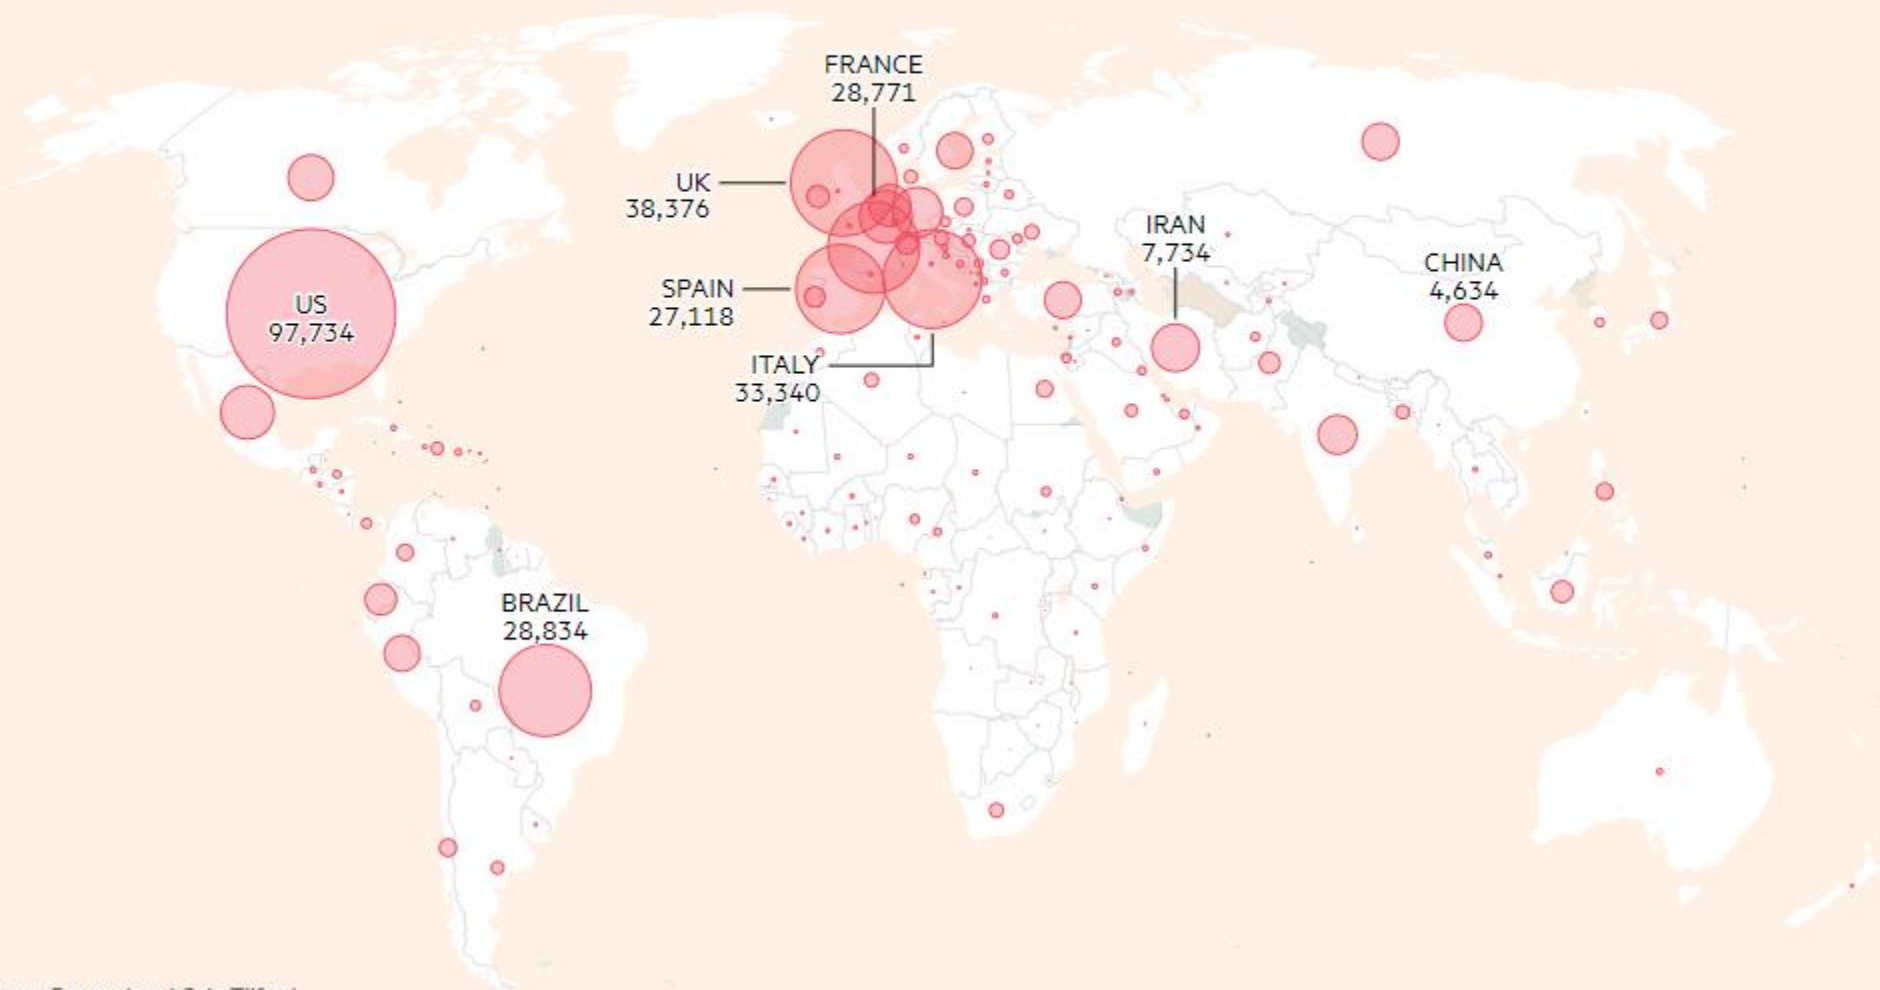 FRANCE
28,771
UK
38,376
IRAN
7,734
CHINA
4,634
SPAIN
27,118
US
97,734
ITALY
33,340
BRAZIL
28,834